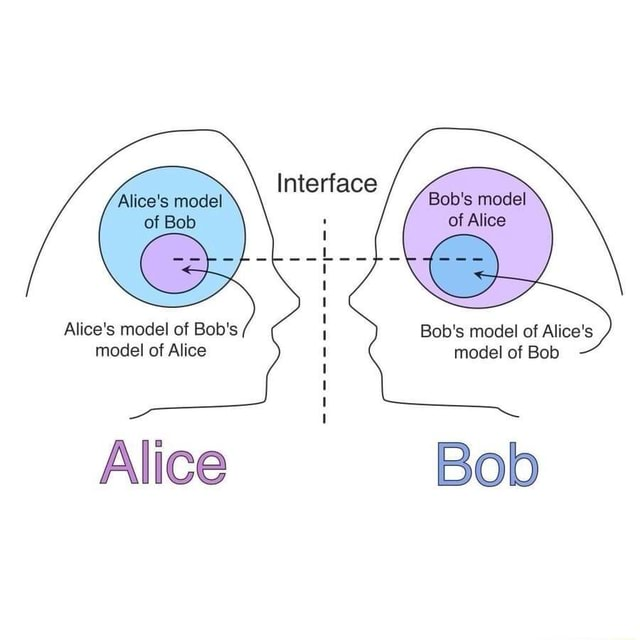 Interface
Alice's model
of Bob
Alice's model of Bob's
model of Alice
Bob's model
of Alice
Bob's model of Alice's
model of Bob
Alice
Bob